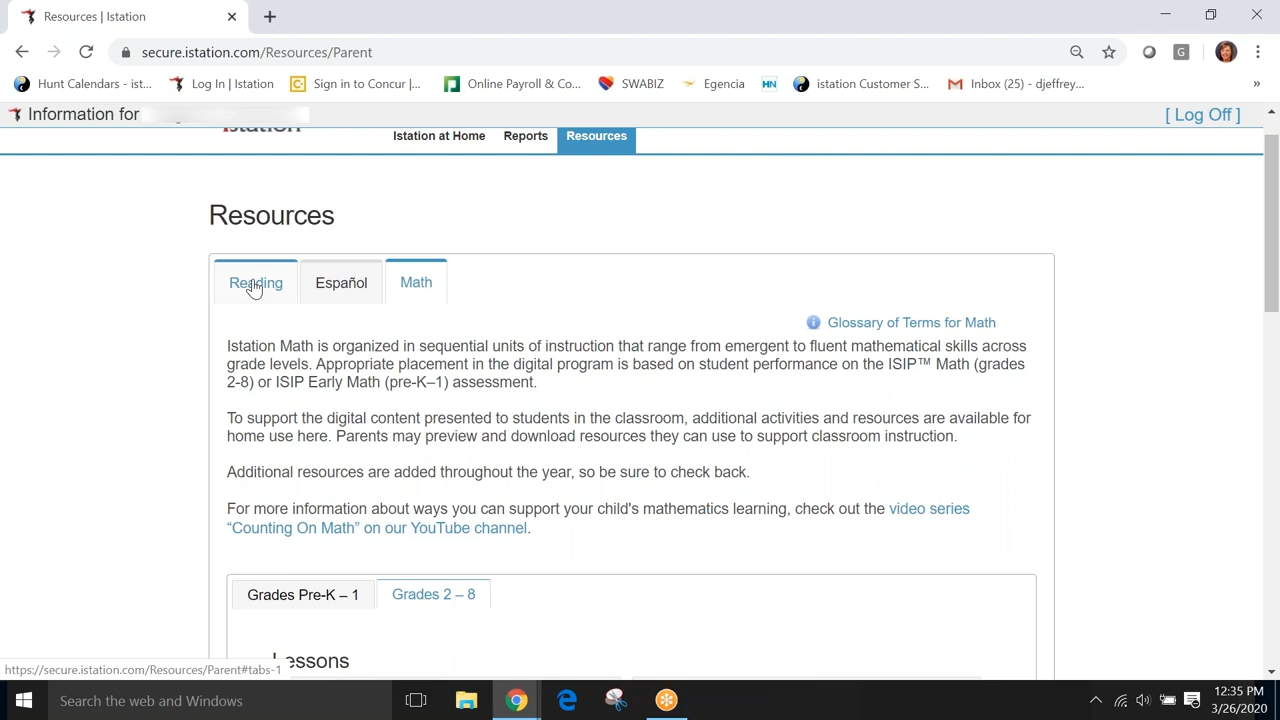 Resources | Istation
secure.istation.com/Resources/Parent
G
Hunt Calendars - ist...
Log In | Istation
Sign in to Concur |...
Online Payroll & Co...
SWABIZ
Egencia
HN
istation Customer S...
Inbox (25) - djeffrey...
»
Information for
[ Log Off ]
istation
Istation at Home
Reports
Resources
Resources
Reading
Español
Math
Glossary of Terms for Math
Istation Math is organized in sequential units of instruction that range from emergent to fluent mathematical skills across
grade levels. Appropriate placement in the digital program is based on student performance on the ISIP™ Math (grades
2-8) or ISIP Early Math (pre-K–1) assessment.
To support the digital content presented to students in the classroom, additional activities and resources are available for
home use here. Parents may preview and download resources they can use to support classroom instruction.
Additional resources are added throughout the year, so be sure to check back.
For more information about ways you can support your child's mathematics learning, check out the video series
“Counting On Math” on our YouTube channel.
Grades Pre-K – 1
Grades 2 – 8
Lessons
https://secure.istation.com/Resources/Parent#tabs-1
Search the web and Windows
12:35 PM
3/26/2020